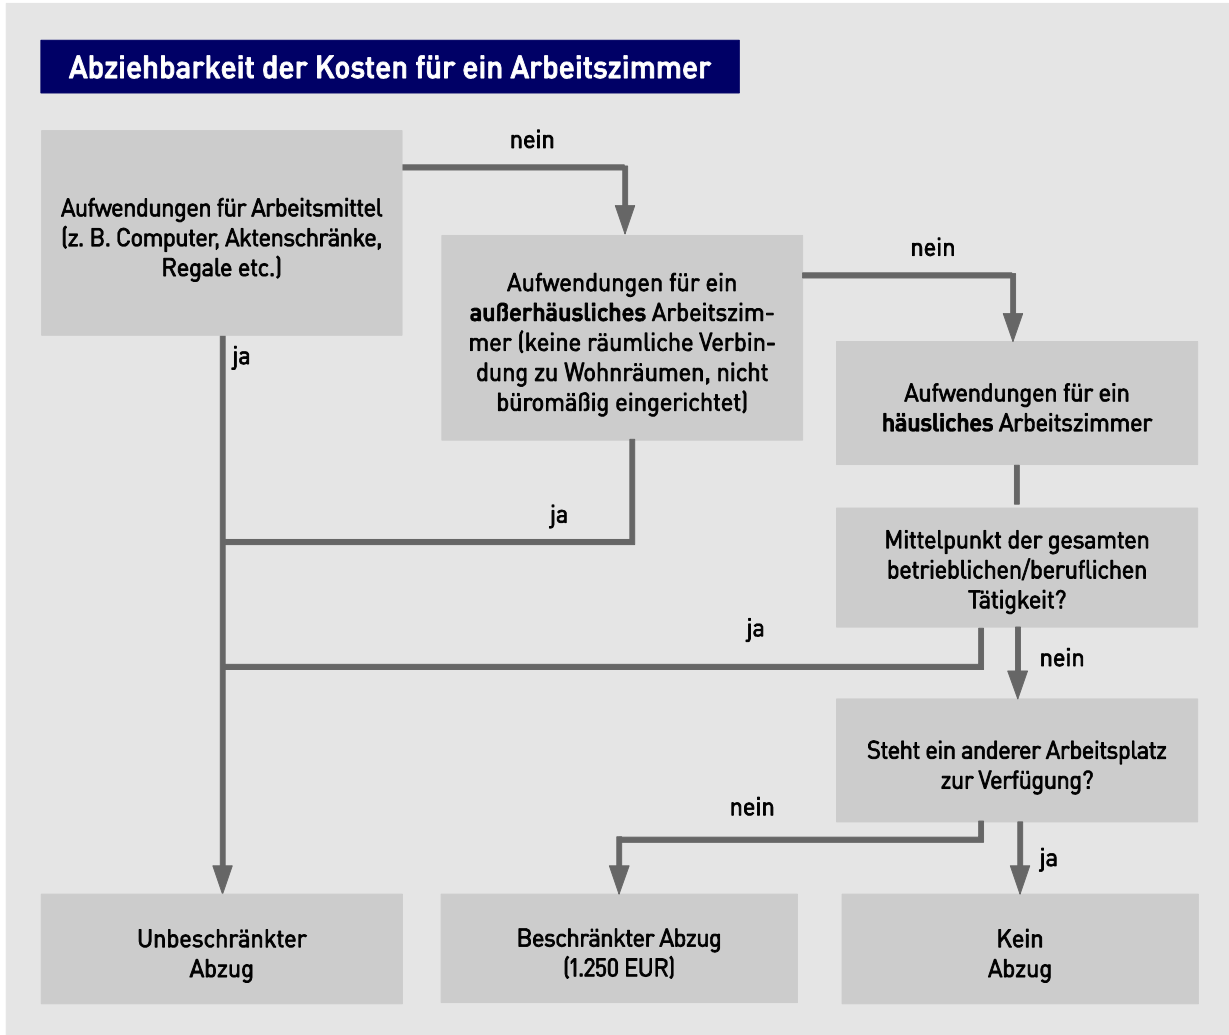 Abziehbarkeit der Kosten für ein Arbeitszimmer
nein
Aufwendungen für Arbeitsmittel
(z. B. Computer, Aktenschränke,
Regale etc.)
nein
Aufwendungen für ein
außerhäusliches Arbeitszim-
mer (keine räumliche Verbin-
dung zu Wohnräumen, nicht
büromäßig eingerichtet)
ja
Aufwendungen für ein
häusliches Arbeitszimmer
ja
Mittelpunkt der gesamten
betrieblichen/beruflichen
Tätigkeit?
ja
nein
Steht ein anderer Arbeitsplatz
zur Verfügung?
nein
ja
Unbeschränkter
Abzug
Beschränkter Abzug
(1.250 EUR)
Kein
Abzug